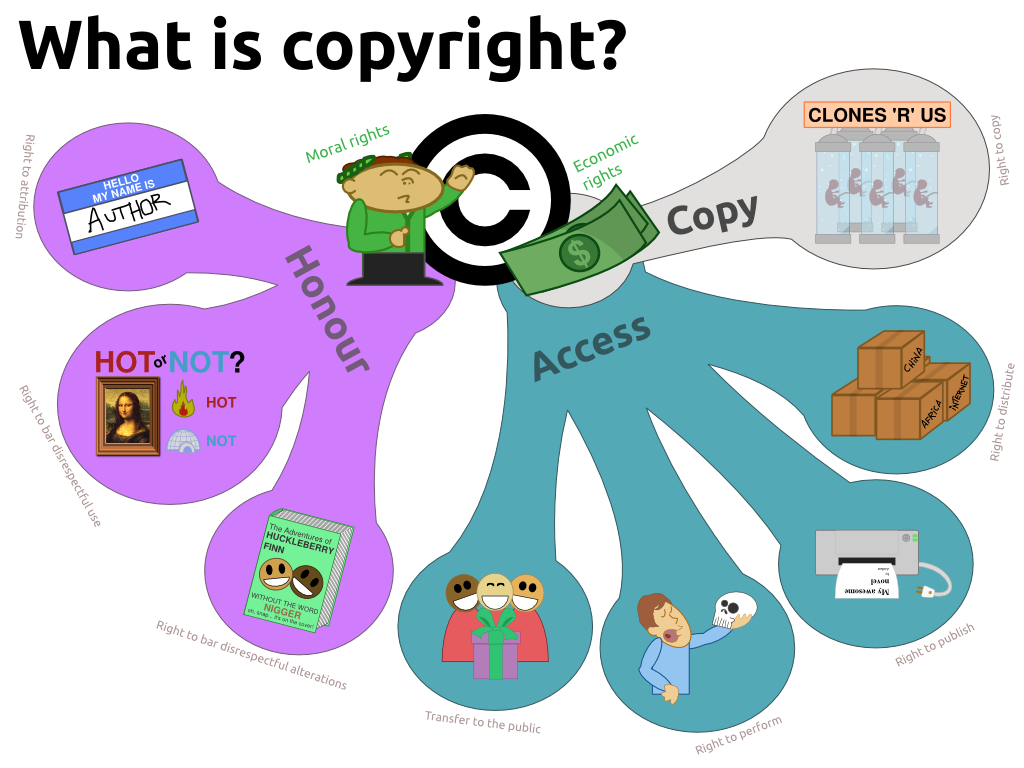 What is copyright?
Moral rights
Economic
rights
Honour
Access
Copy
Right to attribution
HELLO
MY NAME IS
AUTHOR
Right to bar disrespectful use
HOT or NOT?
HOT
NOT
Right to bar disrespectful alterations
The Adventures of
HUCKLEBERRY
FINN
WITHOUT THE WORD
NIGGER
oh, snap... it's on the cover!
Transfer to the public
Right to perform
Right to publish
My awesome
novel
by
Right to distribute
CHINA
AFRICA
INTERNET
Right to copy
CLONES 'R' US
$